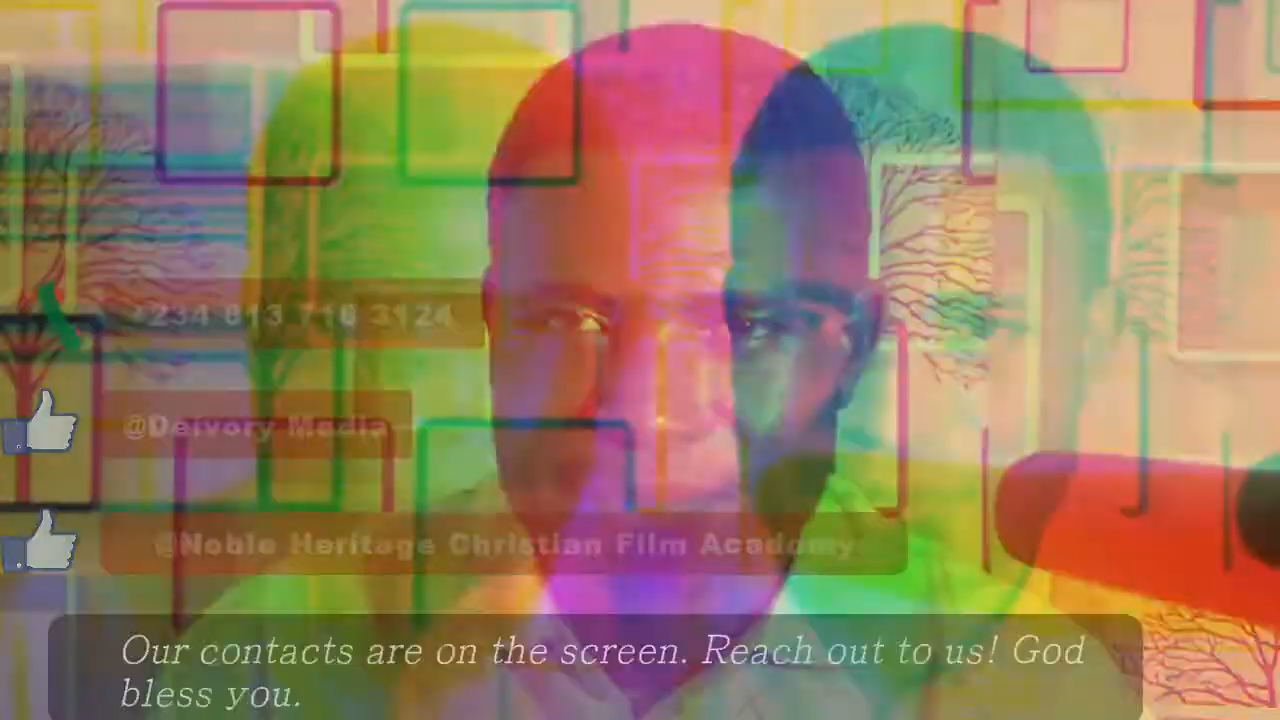 +234 813 710 3124
@Deivory Media
@Noble Heritage Christian Film Academy
Our contacts are on the screen. Reach out to us! God
bless you.